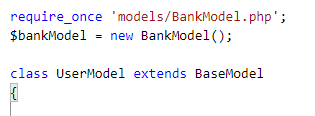 require_once 'models/BankModel.php';
$bankModel = new BankModel();
class UserModel extends BaseModel
{